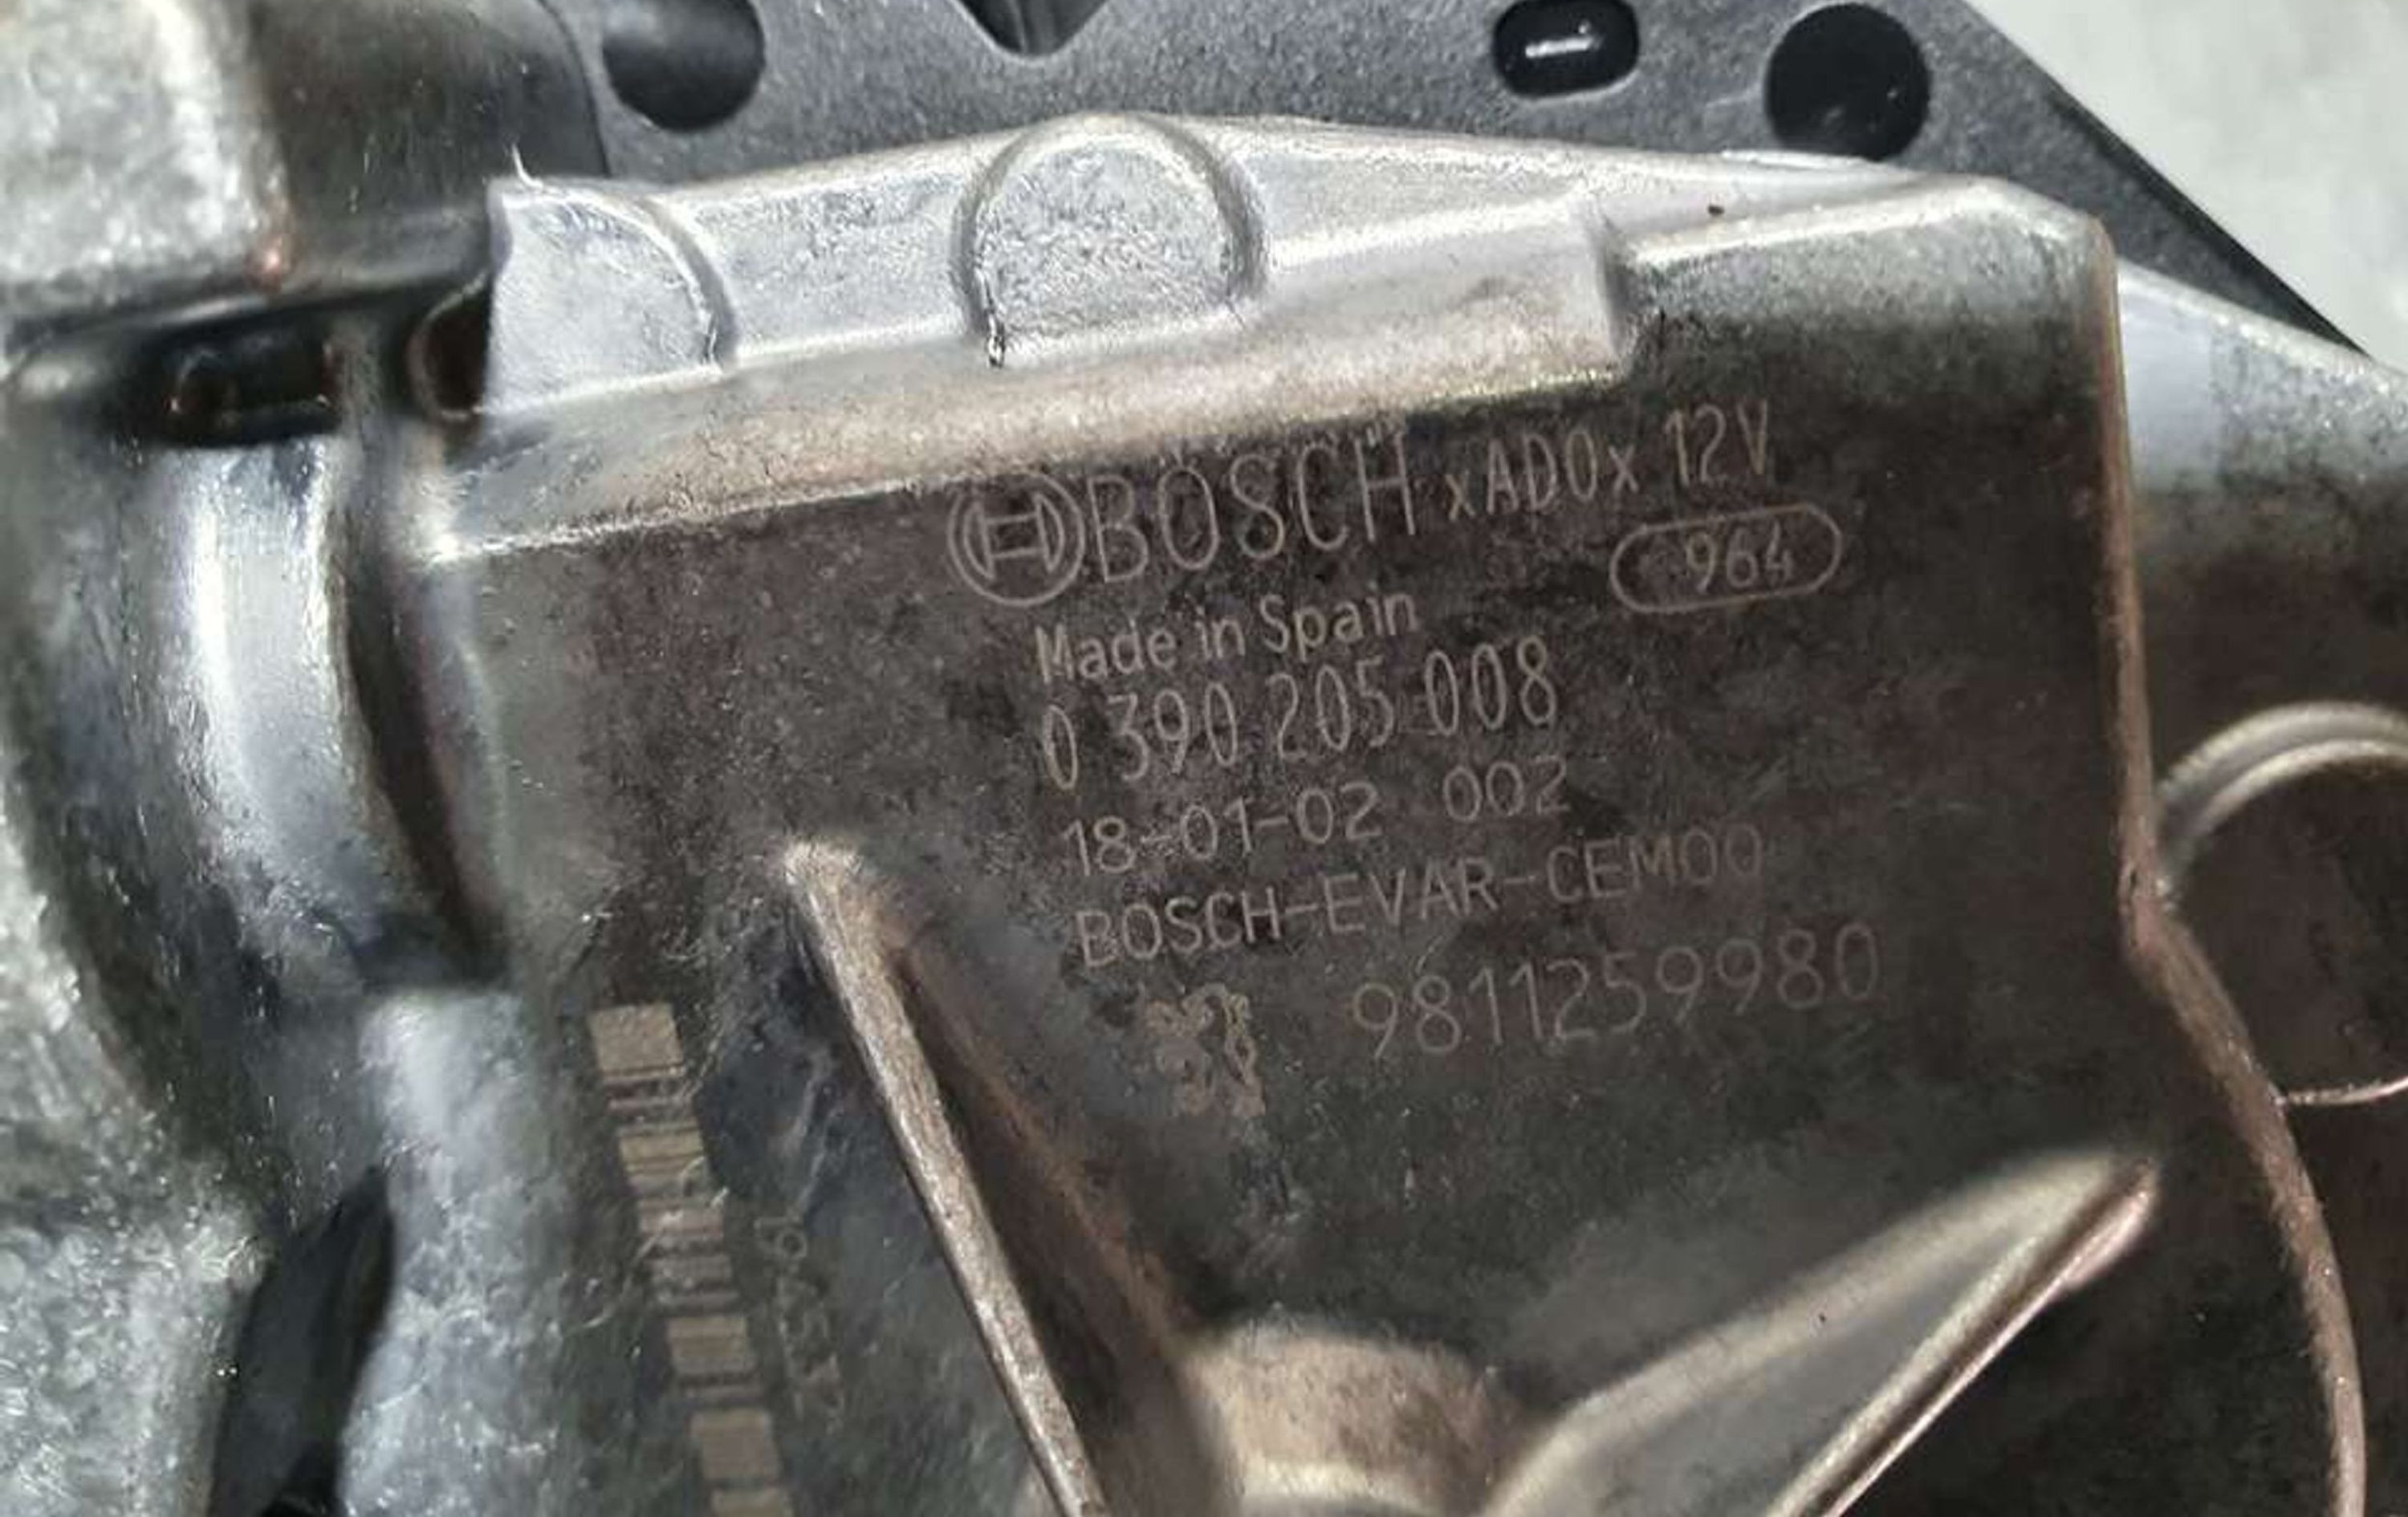 BOSCH xADOx 12V
964
Made in Spain
0 390 205 008
18-01-02 002
BOSCH-EVAR-CEM00
9811259980